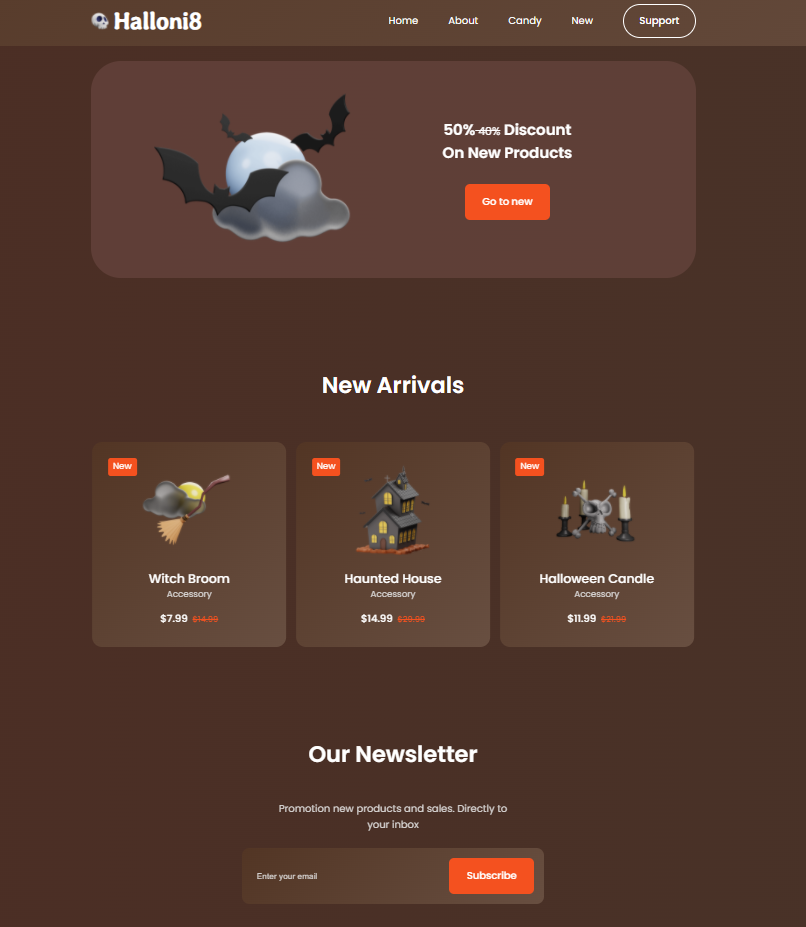 Halloni8
Home About Candy New Support
50% 40% Discount
On New Products
Go to new
New Arrivals
New New New
Witch Broom Haunted House Halloween Candle
Accessory Accessory Accessory
$7.99 $14.99 $14.99 $29.99 $11.99 $21.99
Our Newsletter
Promotion new products and sales. Directly to
your inbox
Enter your email Subscribe